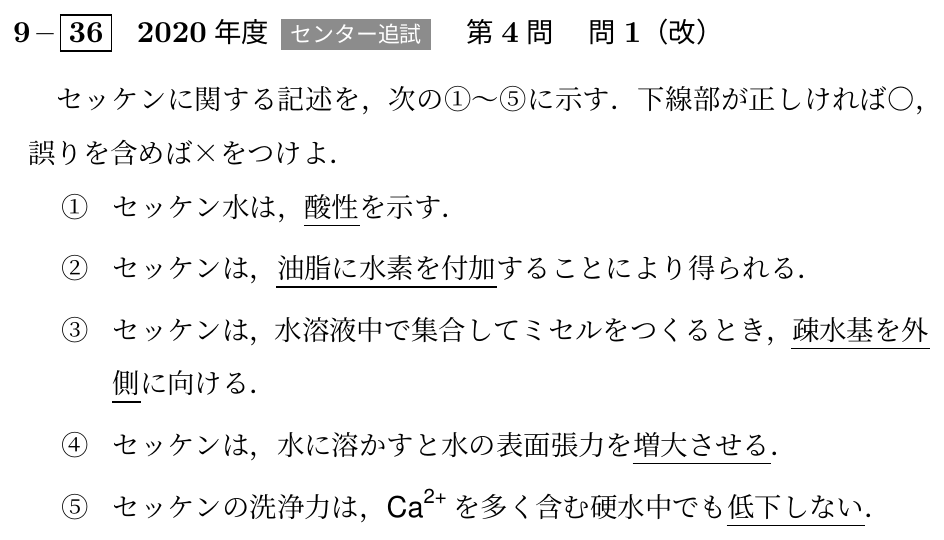 9－36 2020 年度 センター追試 第 4 問 問 1（改）
セッケンに関する記述を，次の①～⑤に示す．下線部が正しければ○，
誤りを含めば×をつけよ．
① セッケン水は，酸性を示す．
② セッケンは，油脂に水素を付加することにより得られる．
③ セッケンは，水溶液中で集合してミセルをつくるとき，疎水基を外
側に向ける．
④ セッケンは，水に溶かすと水の表面張力を増大させる．
⑤ セッケンの洗浄力は，Ca²⁺ を多く含む硬水中でも低下しない．